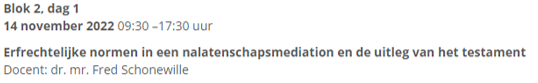 Blok 2, dag 1
14 november 2022 09:30 –17:30 uur
Erfrechtelijke normen in een nalatenschapsmediation en de uitleg van het testament
Docent: dr. mr. Fred Schonewille